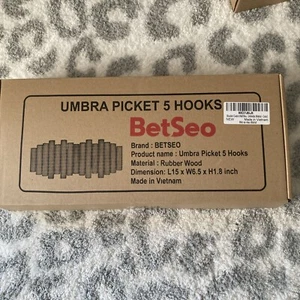 UMBRA PICKET 5 HOOKS
BetSeo
Brand : BETSEO
Product name : Umbra Picket 5 Hooks
Material : Rubber Wood
Dimension: L15 x W6.5 x H1.8 inch
Made in Vietnam